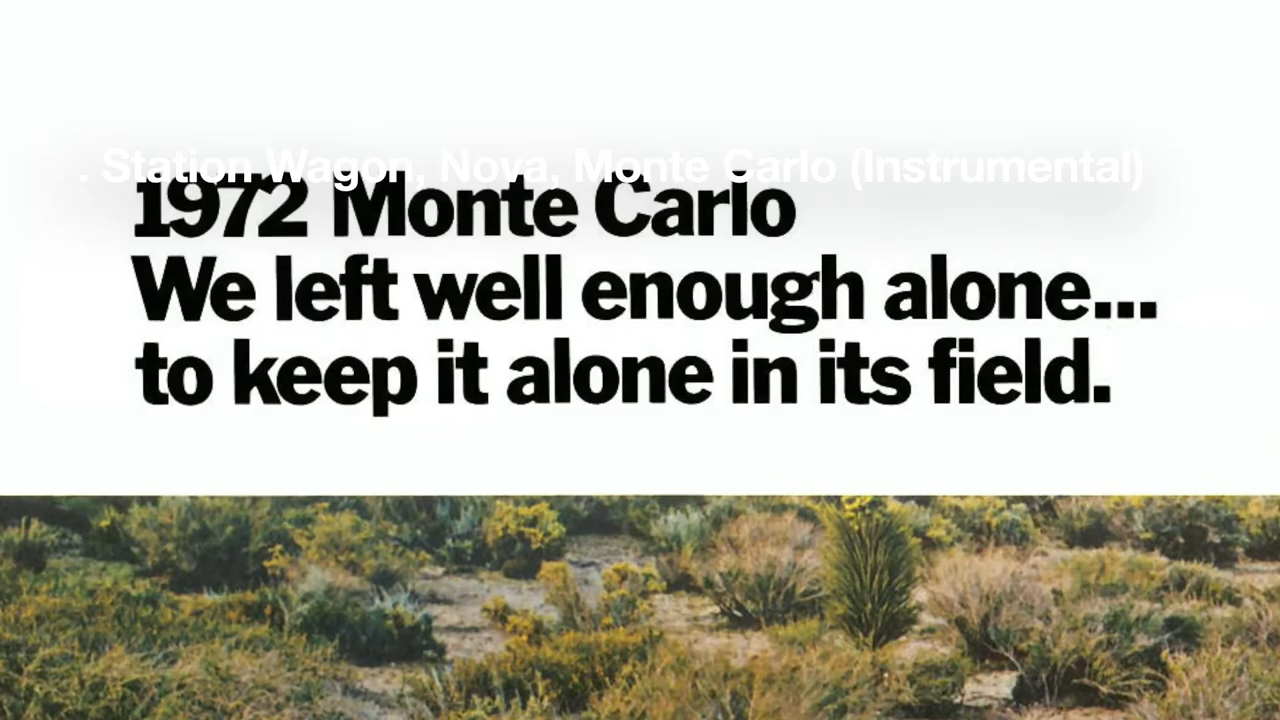 . Station Wagon, Nova, Monte Carlo (Instrumental)
1972 Monte Carlo
We left well enough alone...
to keep it alone in its field.